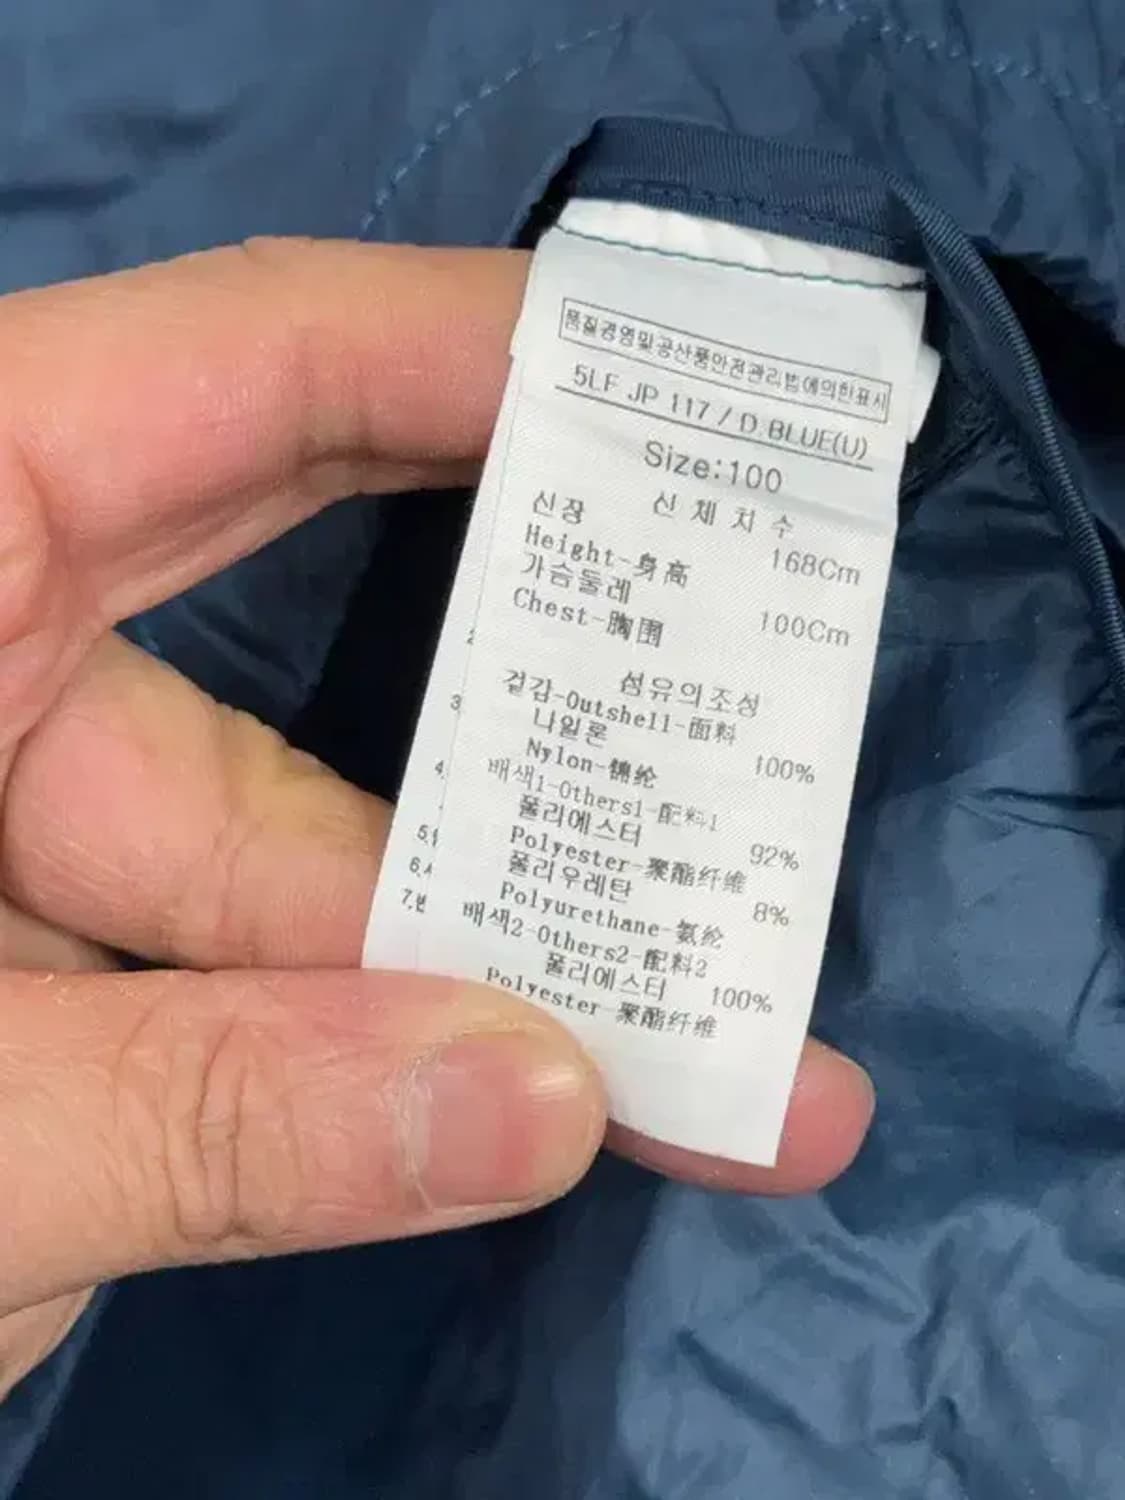 품질경영및공산품안전관리법에의한표시
5LF JP 117 / D.BLUE(U)
Size:100
신체치수
신장
Height-身高 168Cm
가슴둘레
Chest-胸围 100Cm
섬유의조성
겉감-Outshell-面料
나일론
Nylon-锦纶 100%
배색1-Others1-配料1
폴리에스터
Polyester-聚酯纤维 92%
폴리우레탄
Polyurethane-氨纶 8%
배색2-Others2-配料2
폴리에스터 100%
Polyester-聚酯纤维
3
4.
5.
6.
7.